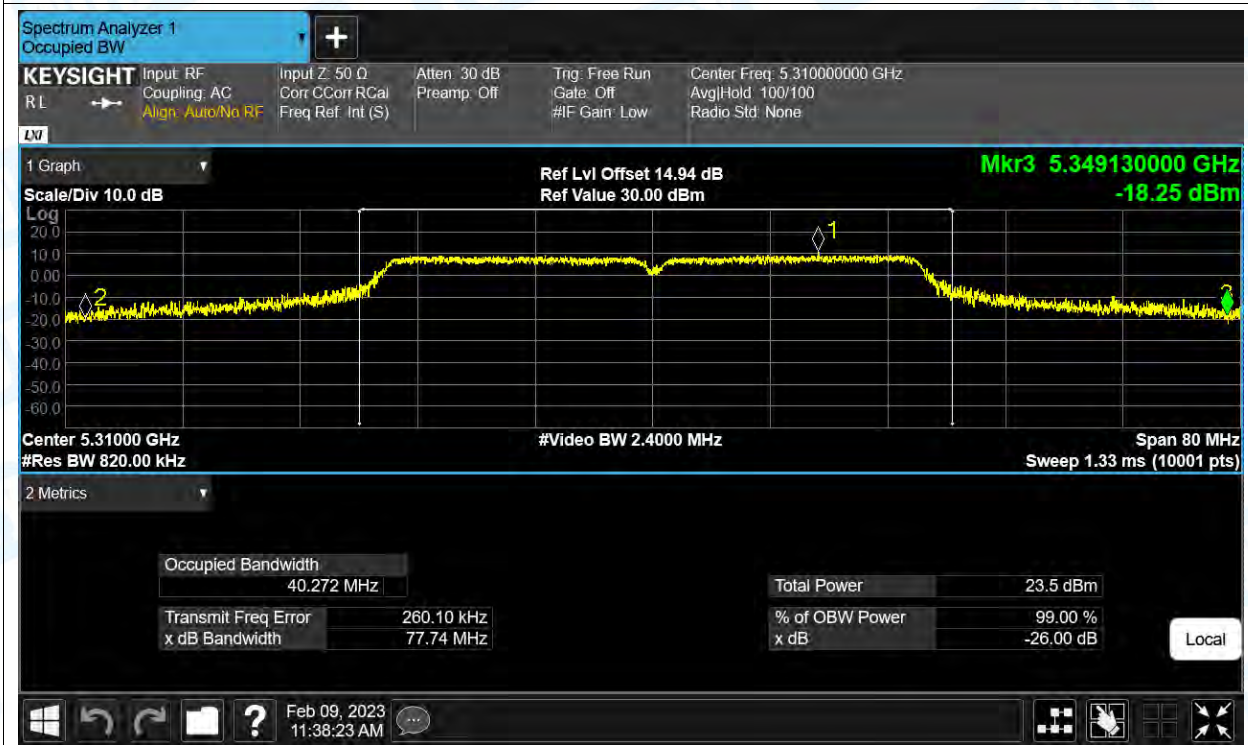 Spectrum Analyzer 1
Occupied BW
+
KEYSIGHT
R L
LXI
Input: RF
Coupling: AC
Align: Auto/No RF
Input Z: 50 Ω
Corr CCorr RCal
Freq Ref: Int (S)
Atten: 30 dB
Preamp: Off
Trig: Free Run
Gate: Off
#IF Gain: Low
Center Freq: 5.310000000 GHz
Avg|Hold: 100/100
Radio Std: None
1 Graph
Scale/Div 10.0 dB
Ref Lvl Offset 14.94 dB
Ref Value 30.00 dBm
Mkr3 5.349130000 GHz
-18.25 dBm
Log
20.0
10.0
0.00
-10.0
-20.0
-30.0
-40.0
-50.0
-60.0
1
2
3
Center 5.31000 GHz
#Res BW 820.00 kHz
#Video BW 2.4000 MHz
Span 80 MHz
Sweep 1.33 ms (10001 pts)
2 Metrics
Occupied Bandwidth
40.272 MHz
Transmit Freq Error 260.10 kHz
x dB Bandwidth 77.74 MHz
Total Power 23.5 dBm
% of OBW Power 99.00 %
x dB -26.00 dB
Local
?
Feb 09, 2023
11:38:23 AM